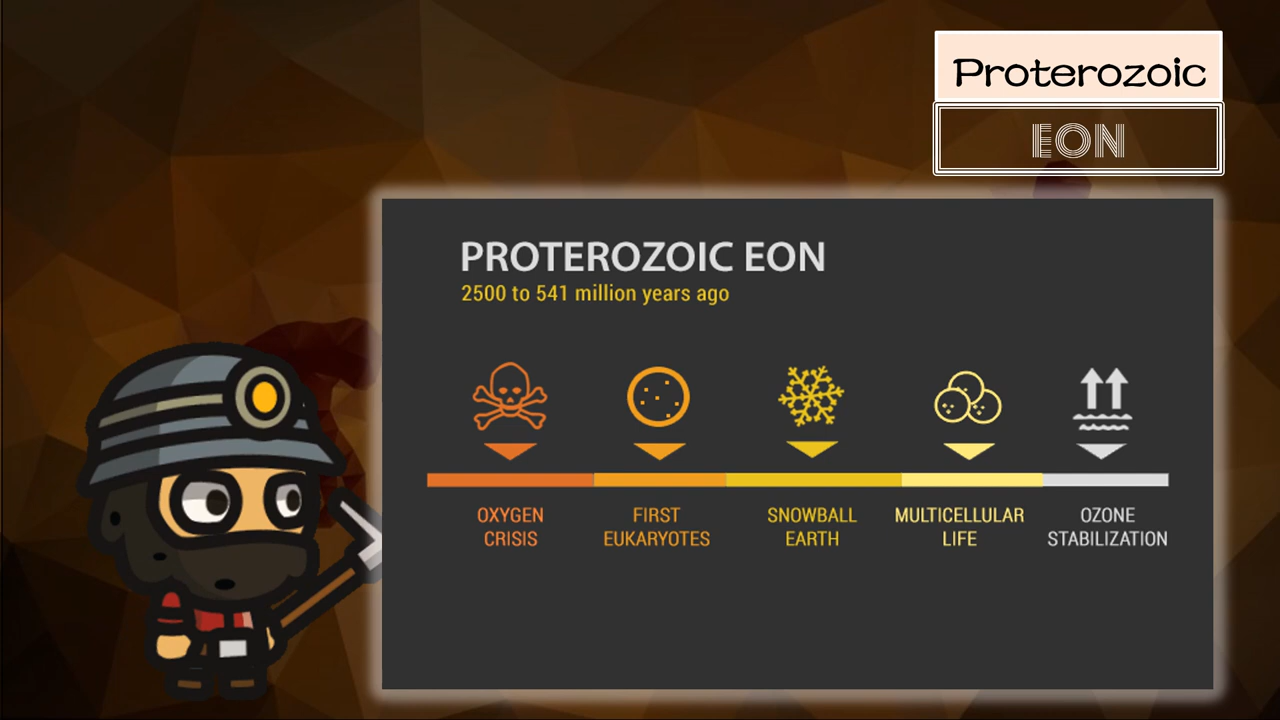 Proterozoic
EON
PROTEROZOIC EON
2500 to 541 million years ago
OXYGEN
CRISIS
FIRST
EUKARYOTES
SNOWBALL
EARTH
MULTICELLULAR
LIFE
OZONE
STABILIZATION